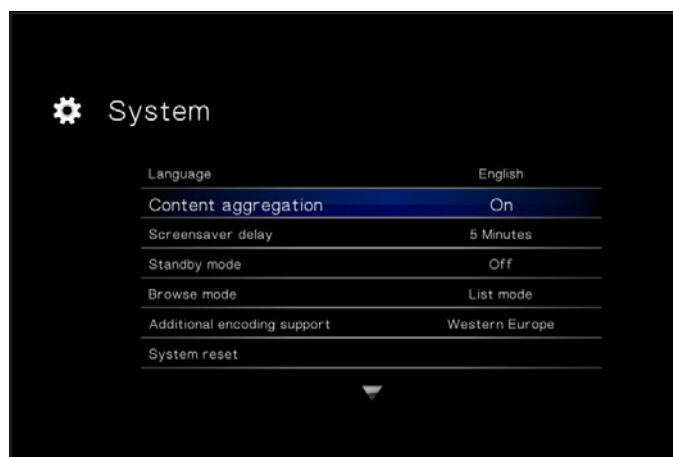 System
Language English
Content aggregation On
Screensaver delay 5 Minutes
Standby mode Off
Browse mode List mode
Additional encoding support Western Europe
System reset